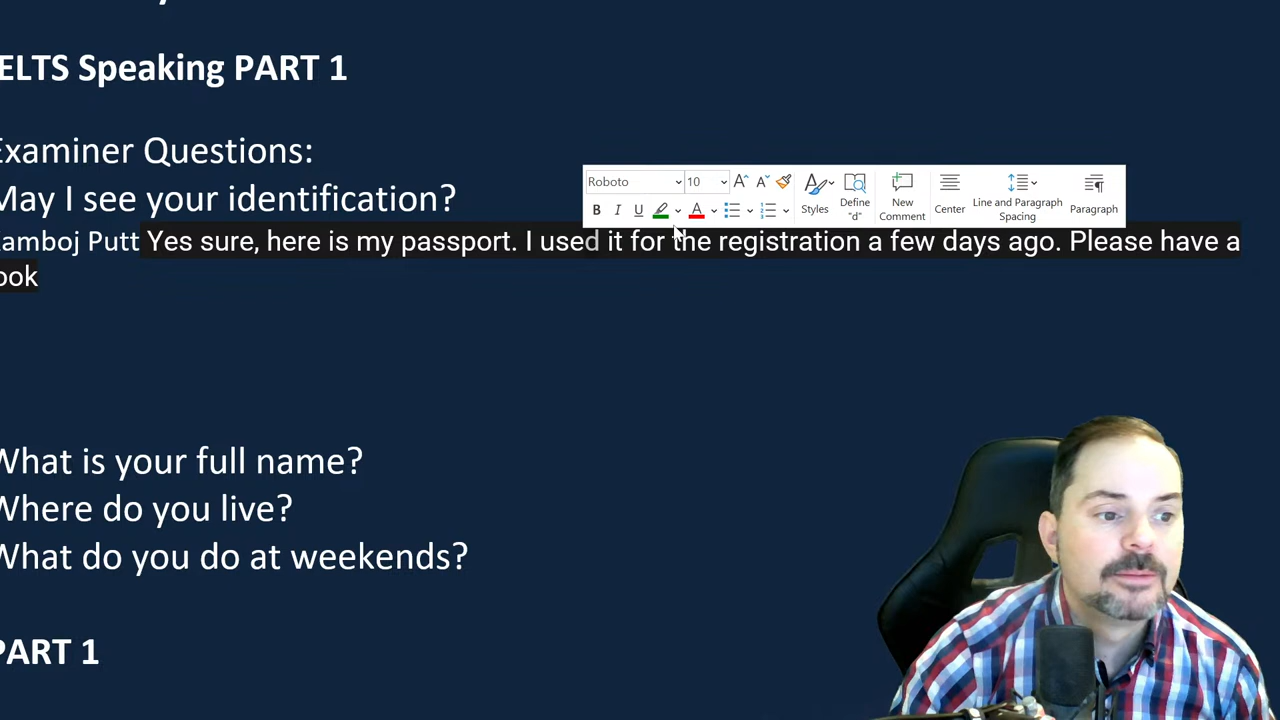 ELTS Speaking PART 1
Examiner Questions:
May I see your identification?
Roboto 10
Styles Define "d" New Comment Center Line and Paragraph Spacing Paragraph
amboj Putt Yes sure, here is my passport. I used it for the registration a few days ago. Please have a
ook
What is your full name?
Where do you live?
What do you do at weekends?
PART 1